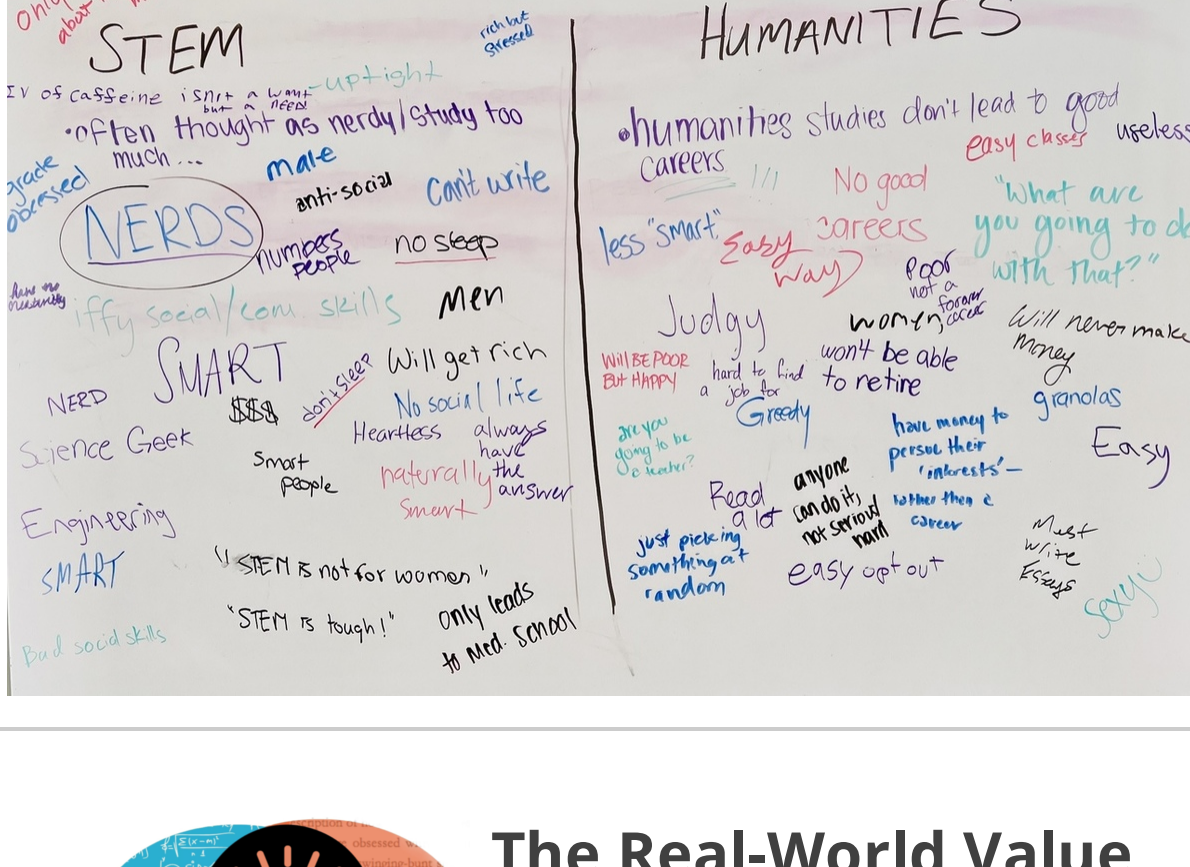 only
about
STEM
rich but
stressed
IV of caffeine isn't a want
but a NEED!
-uptight
•often thought as nerdy/study too
much...
grade
obsessed
male
anti-social
can't write
NERDS
numbers
people
no sleep
have no
creativity
iffy social/com. skills
Men
SMART
$$$
don't sleep
Will get rich
NERD
No social life
Science Geek
Heartless
always
have
the
answer
Smart
people
naturally
smart
Engineering
SMART
"STEM is not for women"
"STEM is tough!"
only leads
to Med. School
Bad social skills
HUMANITIES
•humanities studies don't lead to good
careers
!!!
easy classes
useless
No good
careers
"What are
you going to do
with that?"
less "smart"
Easy
way
Poor
not a
forever
career
Judgy
women
Will never make
money
Will BE POOR
BUT HAPPY
hard to find
a job for
won't be able
to retire
Greedy
granolas
are you
going to be
a teacher?
have money to
persue their
'interests'—
rather then a
career
Easy
Read
a lot
anyone
can do it,
not serious
hard
just picking
something at
random
easy opt out
Must
write
Essays
Sexy
The Real-World Value